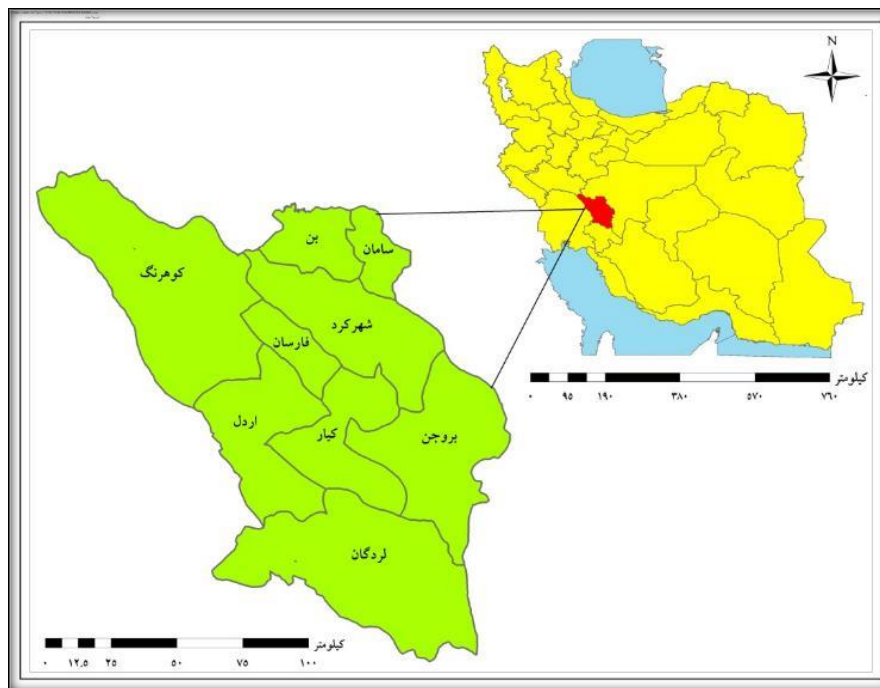 N
بن
سامان
کوهرنگ
شهرکرد
فارسان
اردل
کیار
بروجن
لردگان
کیلومتر
۰ ۹۵ ۱۹۰ ۳۸۰ ۵۷۰ ۷۶۰
کیلومتر
۰ ۱۲.۵ ۲۵ ۵۰ ۷۵ ۱۰۰